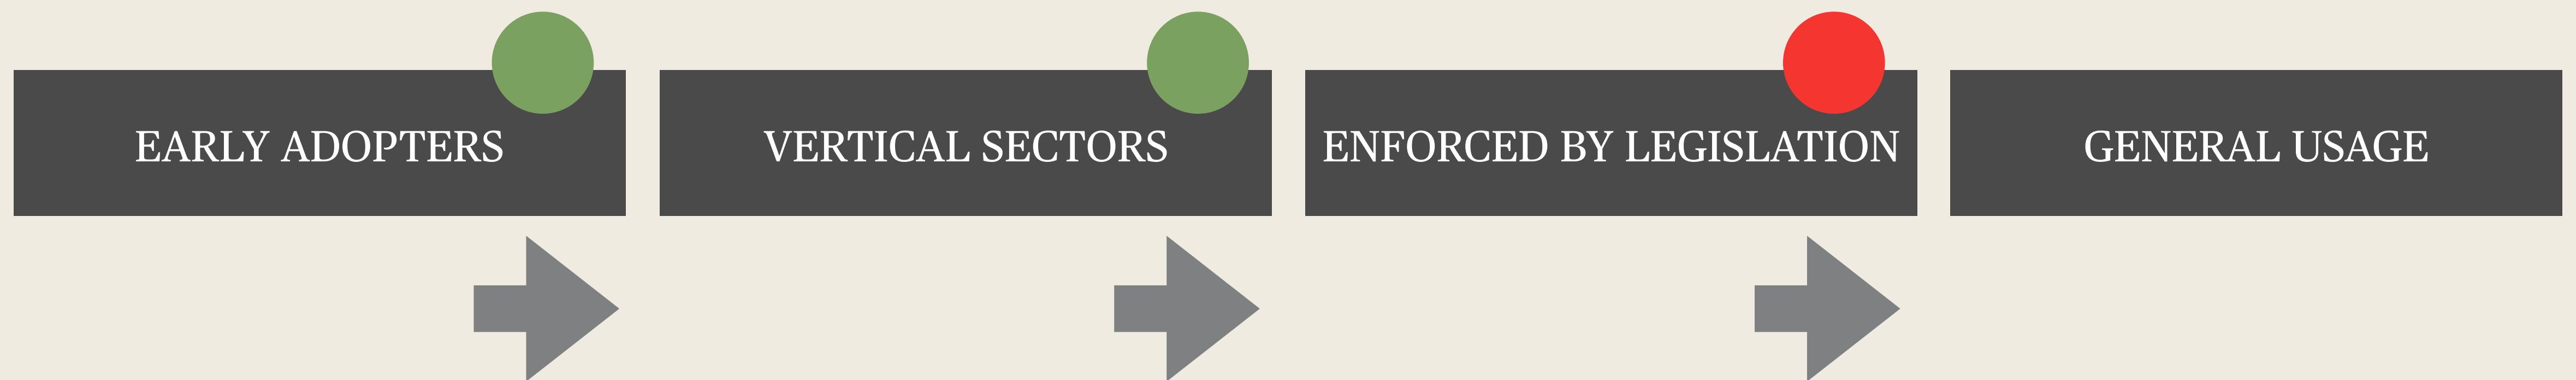 EARLY ADOPTERS
VERTICAL SECTORS
ENFORCED BY LEGISLATION
GENERAL USAGE